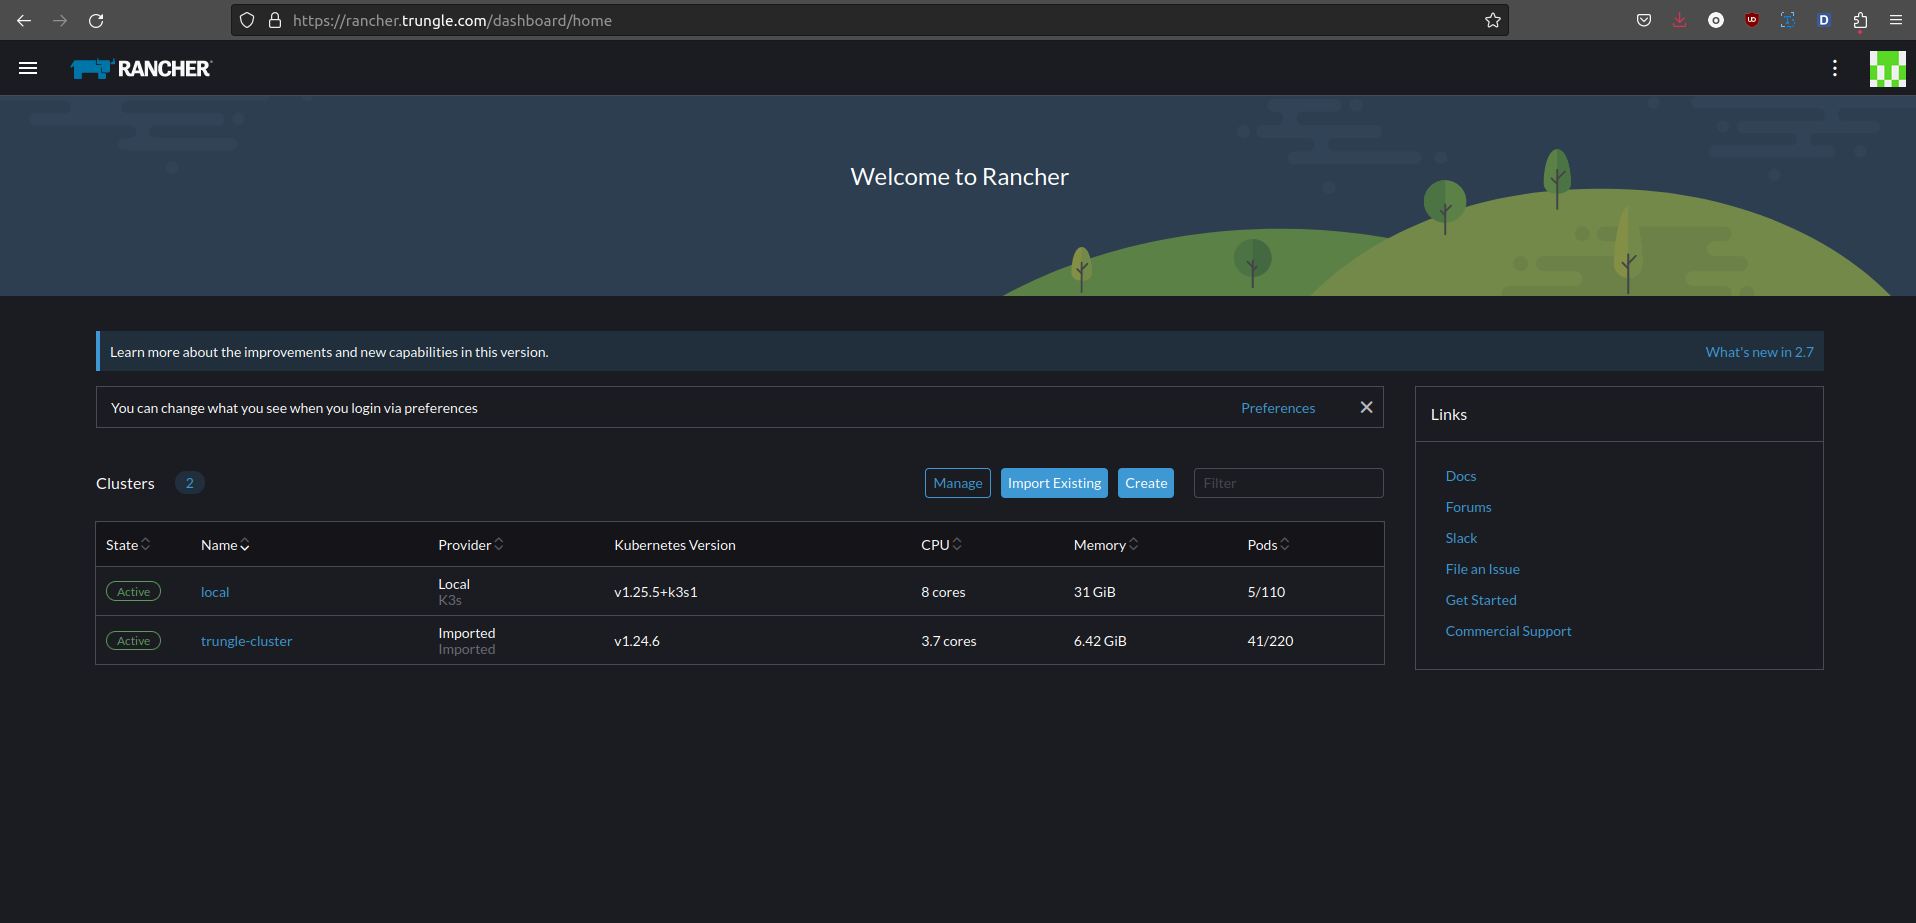 https://rancher.trungle.com/dashboard/home
RANCHER
Welcome to Rancher
Learn more about the improvements and new capabilities in this version. What's new in 2.7
You can change what you see when you login via preferences Preferences
Links
Docs
Forums
Slack
File an Issue
Get Started
Commercial Support
Clusters 2 Manage Import Existing Create Filter
State Name Provider Kubernetes Version CPU Memory Pods
Active local Local K3s v1.25.5+k3s1 8 cores 31 GiB 5/110
Active trungle-cluster Imported Imported v1.24.6 3.7 cores 6.42 GiB 41/220